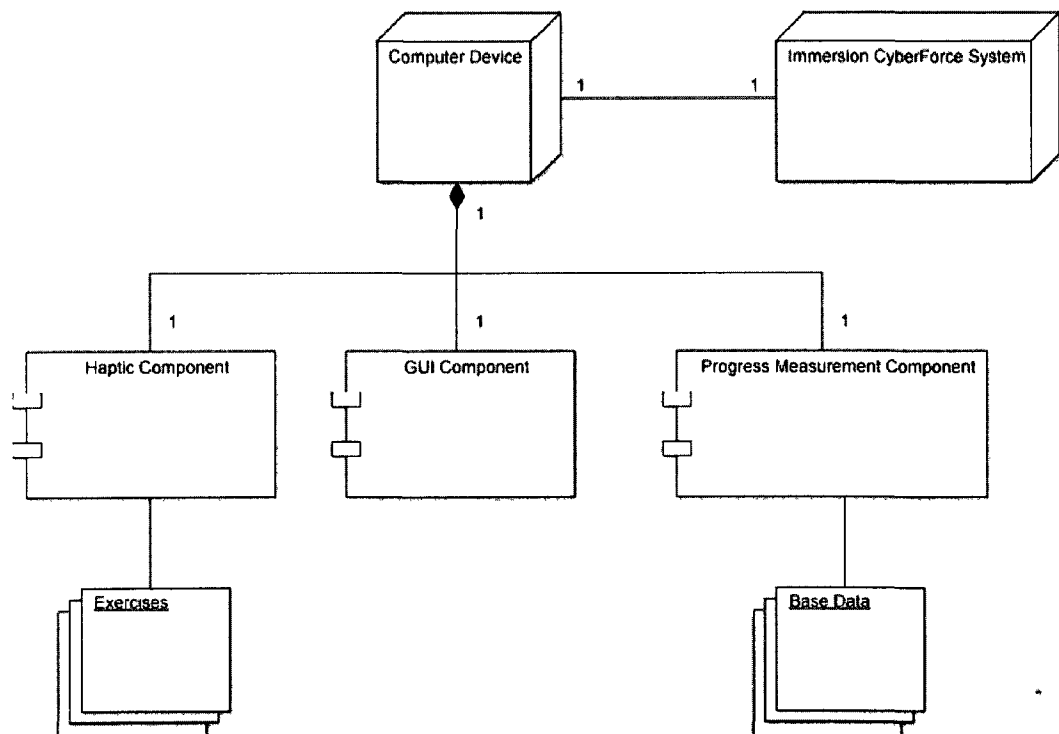 Computer Device
Immersion CyberForce System
1
1
1
1
1
1
Haptic Component
GUI Component
Progress Measurement Component
Exercises
Base Data